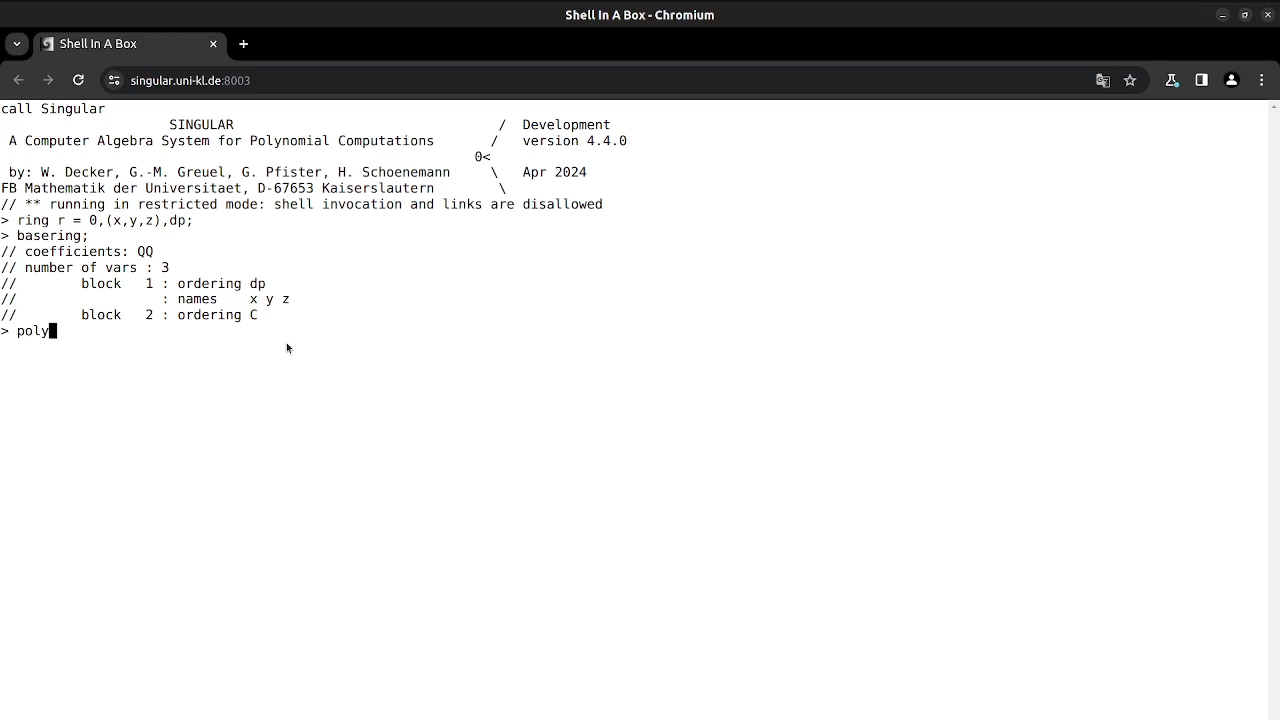 Shell In A Box - Chromium
Shell In A Box
singular.uni-kl.de:8003
call Singular
                     SINGULAR                                 /  Development
 A Computer Algebra System for Polynomial Computations       /   version 4.4.0
                                                           0<
 by: W. Decker, G.-M. Greuel, G. Pfister, H. Schoenemann     \   Apr 2024
FB Mathematik der Universitaet, D-67653 Kaiserslautern        \
// ** running in restricted mode: shell invocation and links are disallowed
> ring r = 0,(x,y,z),dp;
> basering;
// coefficients: QQ
// number of vars : 3
//        block   1 : ordering dp
//                  : names    x y z
//        block   2 : ordering C
> poly